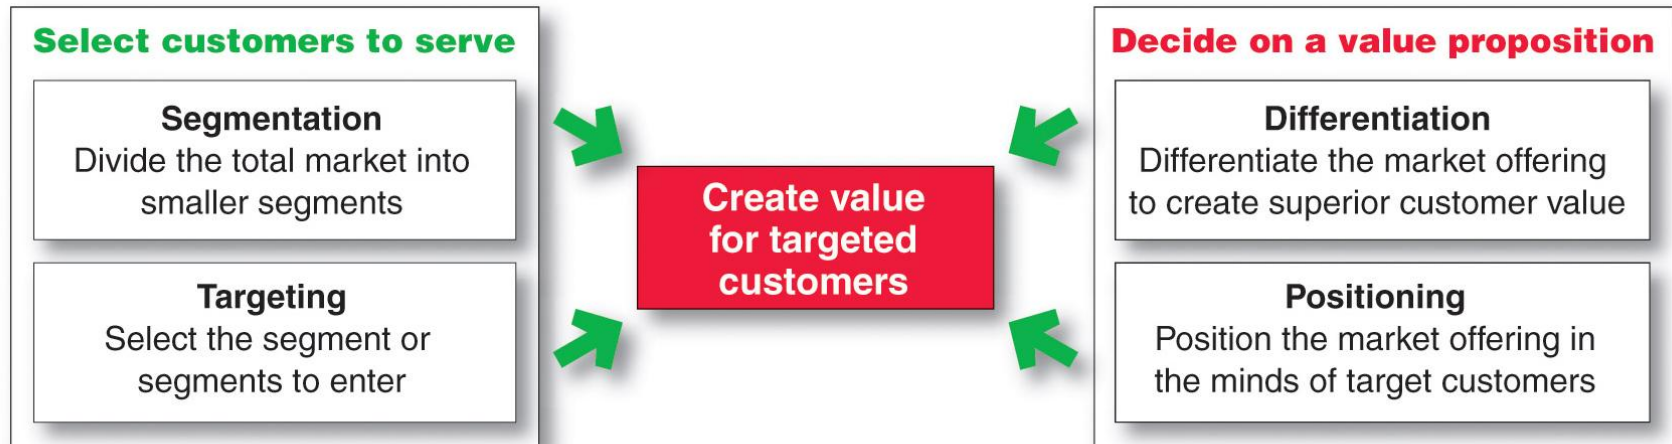 Select customers to serve
Segmentation
Divide the total market into
smaller segments
Targeting
Select the segment or
segments to enter
Create value
for targeted
customers
Decide on a value proposition
Differentiation
Differentiate the market offering
to create superior customer value
Positioning
Position the market offering in
the minds of target customers